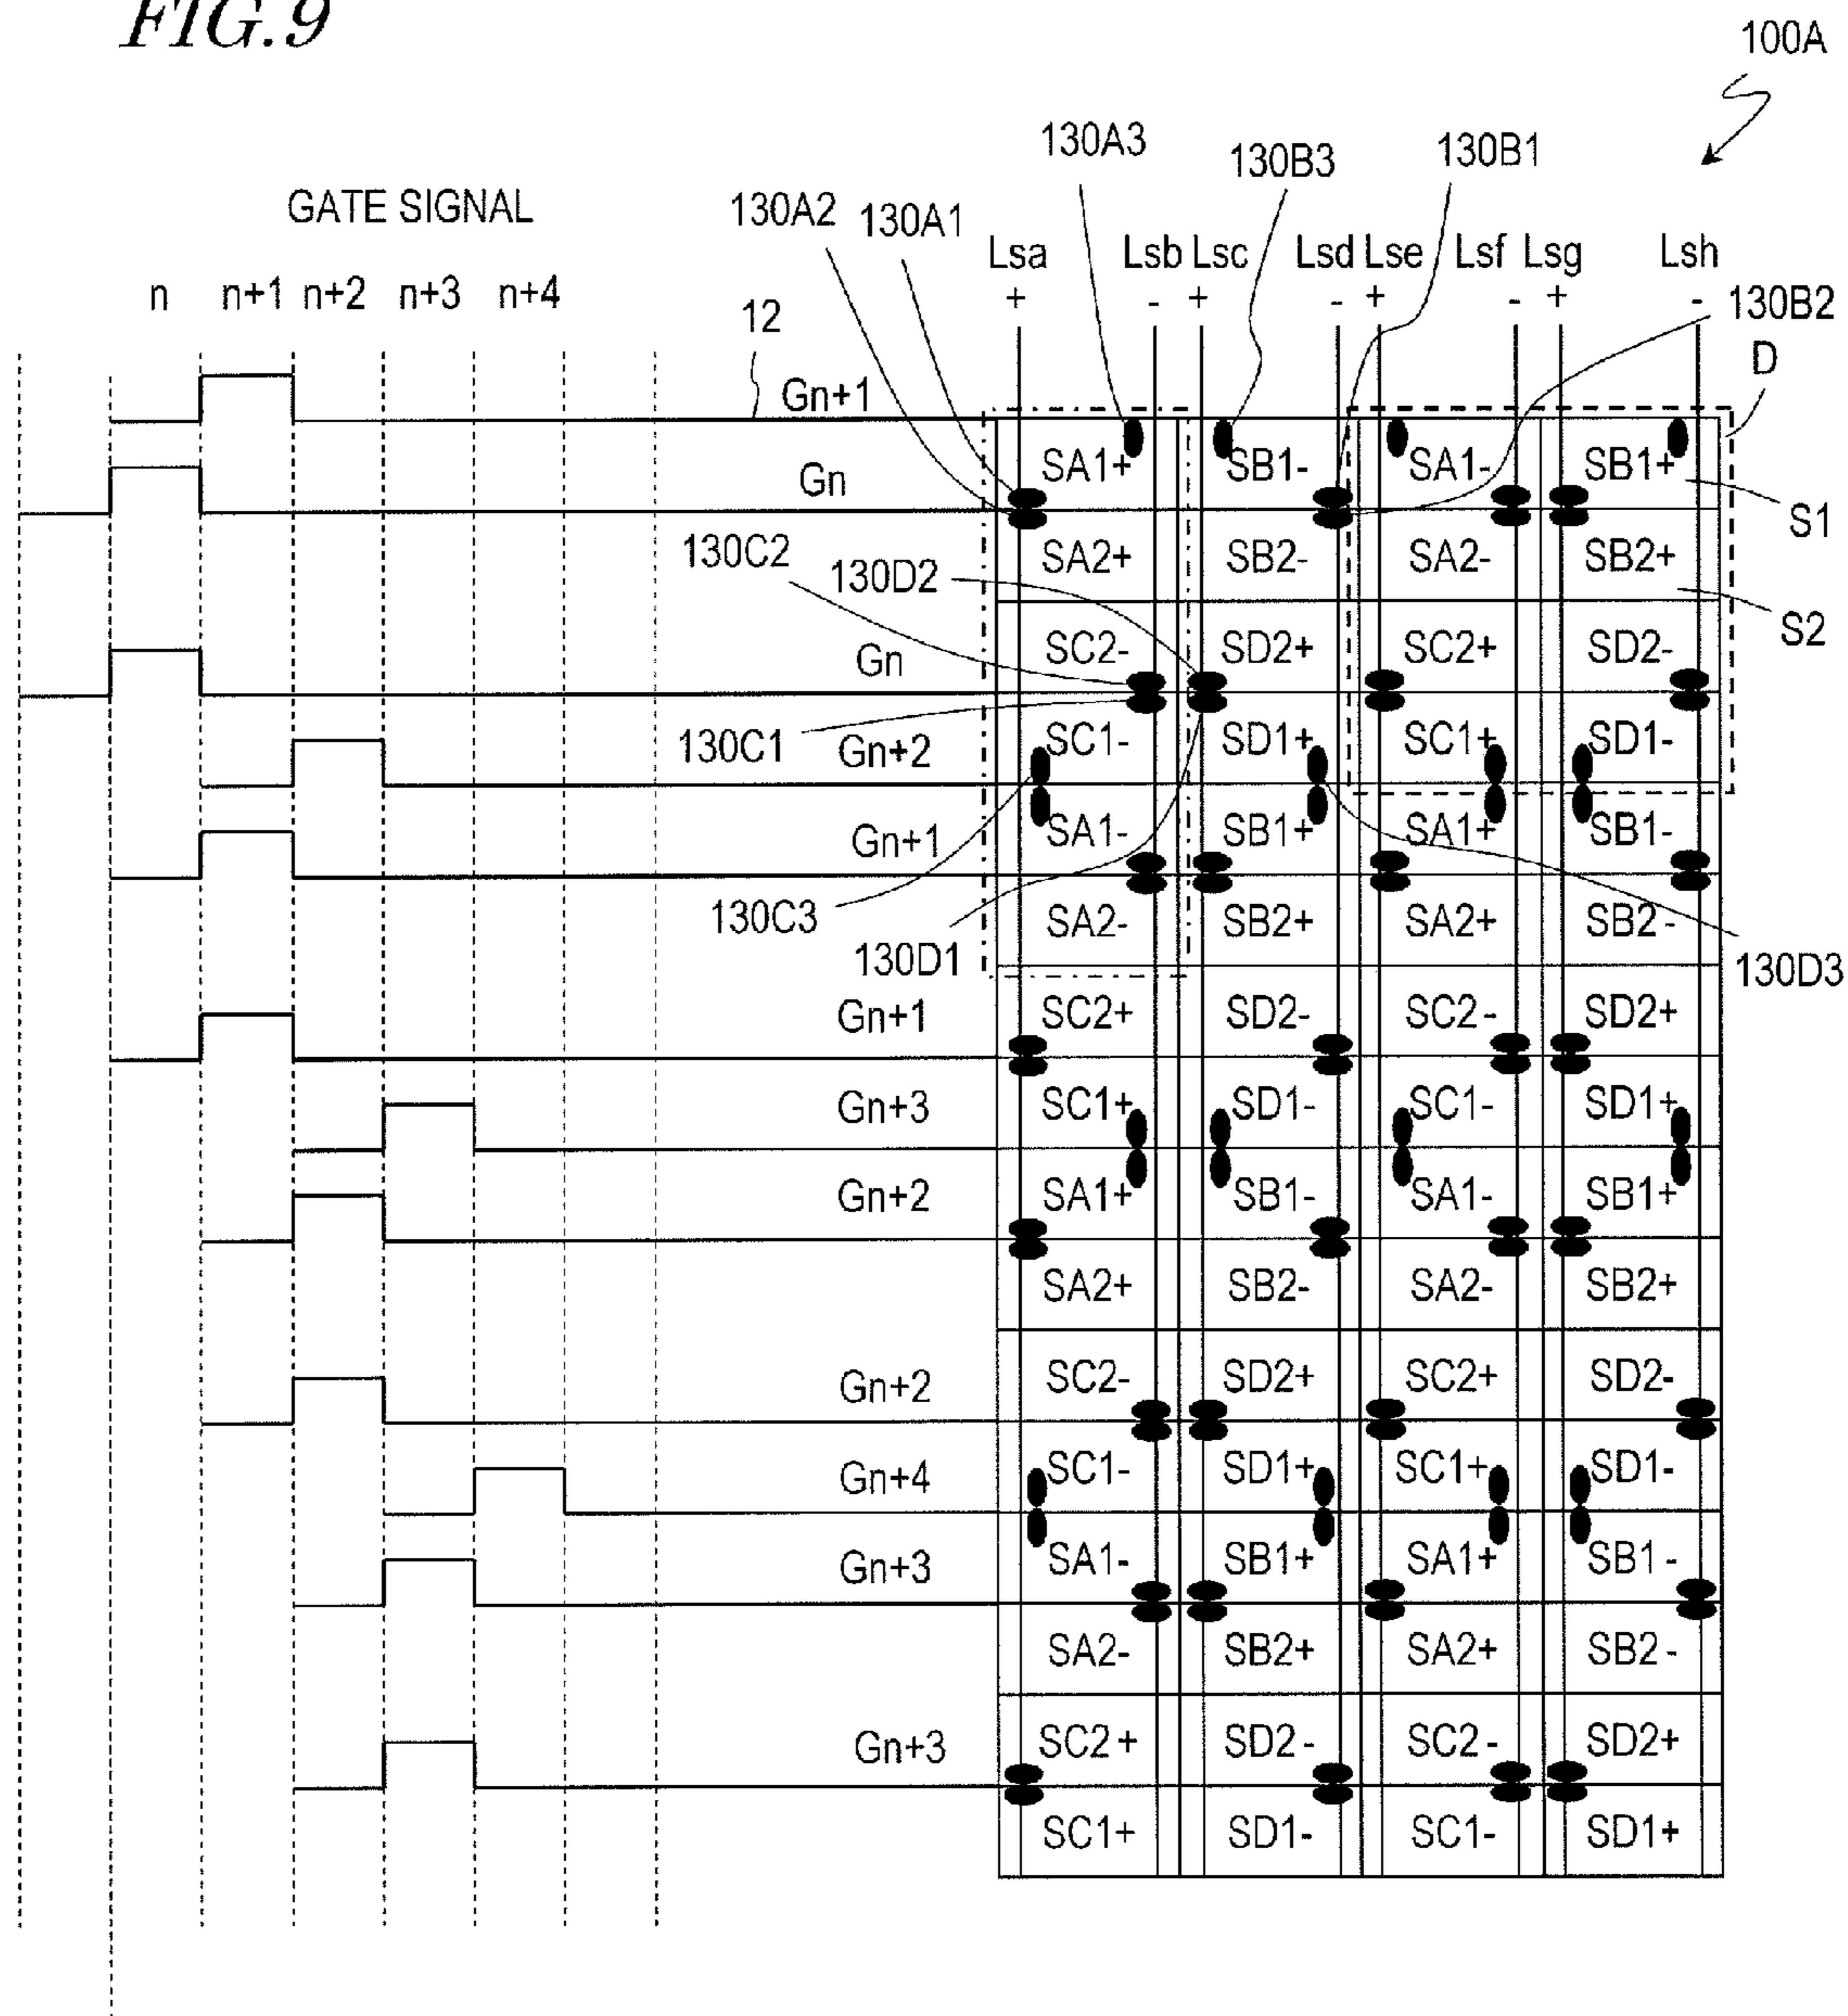 FIG.9
100A
130A3
130B3
130B1
GATE SIGNAL
130A2
130A1
Lsa Lsb Lsc Lsd Lse Lsf Lsg Lsh
n n+1 n+2 n+3 n+4
+ - + - + - + -
130B2
12
D
Gn+1
SA1+ SB1- SA1- SB1+
Gn
S1
130C2
130D2
SA2+ SB2- SA2- SB2+
S2
Gn
SC2- SD2+ SC2+ SD2-
130C1
Gn+2
SC1- SD1+ SC1+ SD1-
Gn+1
SA1- SB1+ SA1+ SB1-
130C3
130D1
SA2- SB2+ SA2+ SB2-
130D3
Gn+1
SC2+ SD2- SC2- SD2+
Gn+3
SC1+ SD1- SC1- SD1+
Gn+2
SA1+ SB1- SA1- SB1+
SA2+ SB2- SA2- SB2+
Gn+2
SC2- SD2+ SC2+ SD2-
Gn+4
SC1- SD1+ SC1+ SD1-
Gn+3
SA1- SB1+ SA1+ SB1-
SA2- SB2+ SA2+ SB2-
Gn+3
SC2+ SD2- SC2- SD2+
SC1+ SD1- SC1- SD1+